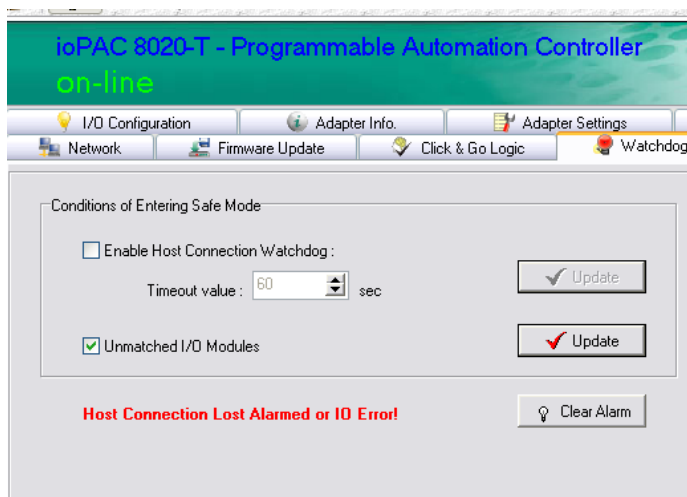 ioPAC 8020-T - Programmable Automation Controller
on-line
I/O Configuration Adapter Info. Adapter Settings
Network Firmware Update Click & Go Logic Watchdog
Conditions of Entering Safe Mode
Enable Host Connection Watchdog :
Timeout value : 60 sec Update
Unmatched I/O Modules Update
Host Connection Lost Alarmed or IO Error! Clear Alarm